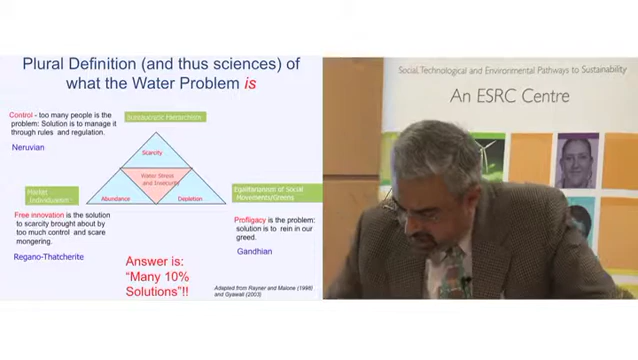 Plural Definition (and thus sciences) of
what the Water Problem is
Control - too many people is the
problem: Solution is to manage it
through rules and regulation.
Neruvian
Bureaucratic Hierarchism
Scarcity
Water Stress
and Insecurity
Abundance
Depletion
Market
Individualism
Free innovation is the solution
to scarcity brought about by
too much control and scare
mongering.
Regano-Thatcherite
Egalitarianism of Social
Movements/Greens
Profligacy is the problem:
solution is to rein in our
greed.
Gandhian
Answer is:
"Many 10%
Solutions"!!
Adapted from Rayner and Malone (1998)
and Gyawali (2003)
Social, Technological and Environmental Pathways to Sustainability
An ESRC Centre